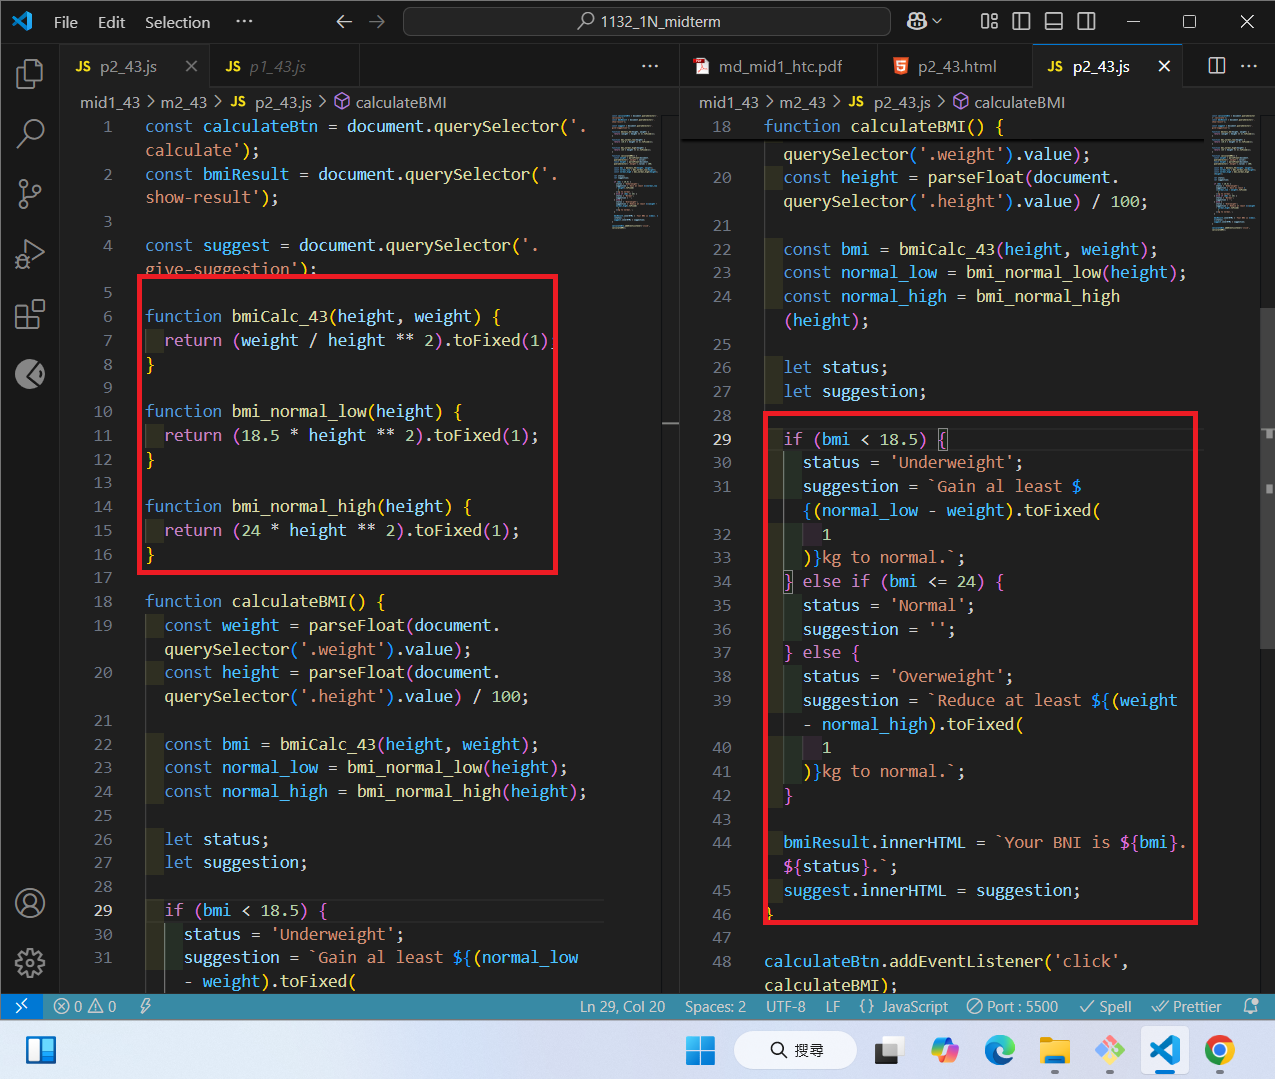 File Edit Selection ··· 1132_1N_midterm
JS p2_43.js
JS p1_43.js
···
mid1_43 > m2_43 > JS p2_43.js > calculateBMI
1 const calculateBtn = document.querySelector('.
calculate');
2 const bmiResult = document.querySelector('.
show-result');
3
4 const suggest = document.querySelector('.
give-suggestion');
5
6 function bmiCalc_43(height, weight) {
7 return (weight / height ** 2).toFixed(1);
8 }
9
10 function bmi_normal_low(height) {
11 return (18.5 * height ** 2).toFixed(1);
12 }
13
14 function bmi_normal_high(height) {
15 return (24 * height ** 2).toFixed(1);
16 }
17
18 function calculateBMI() {
19 const weight = parseFloat(document.
querySelector('.weight').value);
20 const height = parseFloat(document.
querySelector('.height').value) / 100;
21
22 const bmi = bmiCalc_43(height, weight);
23 const normal_low = bmi_normal_low(height);
24 const normal_high = bmi_normal_high(height);
25
26 let status;
27 let suggestion;
28
29 if (bmi < 18.5) {
30 status = 'Underweight';
31 suggestion = `Gain al least ${(normal_low
- weight).toFixed(
md_mid1_htc.pdf
p2_43.html
JS p2_43.js
···
mid1_43 > m2_43 > JS p2_43.js > calculateBMI
18 function calculateBMI() {
querySelector('.weight').value);
20 const height = parseFloat(document.
querySelector('.height').value) / 100;
21
22 const bmi = bmiCalc_43(height, weight);
23 const normal_low = bmi_normal_low(height);
24 const normal_high = bmi_normal_high
(height);
25
26 let status;
27 let suggestion;
28
29 if (bmi < 18.5) {
30 status = 'Underweight';
31 suggestion = `Gain al least $
{(normal_low - weight).toFixed(
32 1
33 )}kg to normal.`;
34 } else if (bmi <= 24) {
35 status = 'Normal';
36 suggestion = '';
37 } else {
38 status = 'Overweight';
39 suggestion = `Reduce at least ${(weight
- normal_high).toFixed(
40 1
41 )}kg to normal.`;
42 }
43
44 bmiResult.innerHTML = `Your BNI is ${bmi}.
${status}.`;
45 suggest.innerHTML = suggestion;
46 }
47
48 calculateBtn.addEventListener('click',
calculateBMI);
0 0 Ln 29, Col 20 Spaces: 2 UTF-8 LF {} JavaScript Port : 5500 Spell Prettier
搜尋